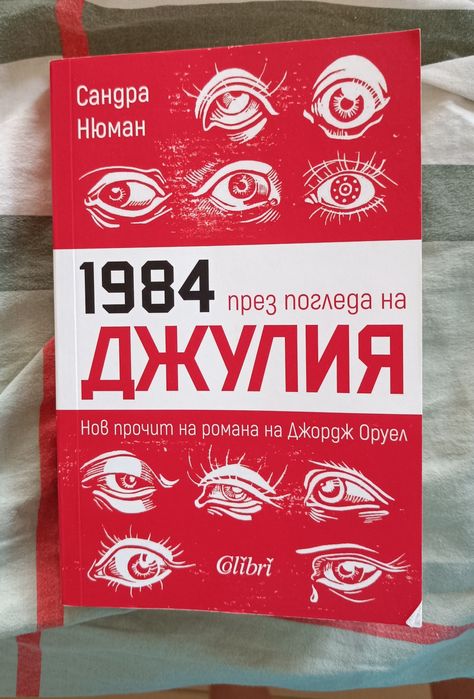 Сандра
Нюман
1984 през погледа на
ДЖУЛИЯ
Нов прочит на романа на Джордж Оруел
Colibri